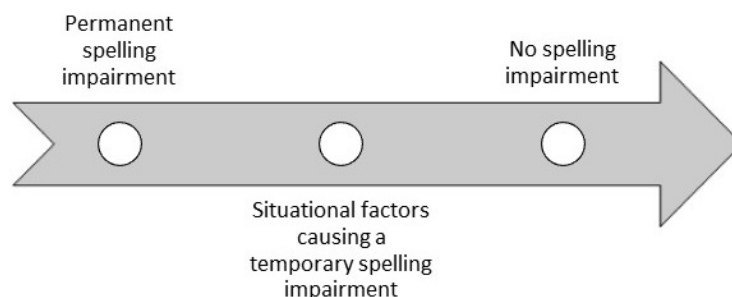 Permanent
spelling
impairment
No spelling
impairment
Situational factors
causing a
temporary spelling
impairment